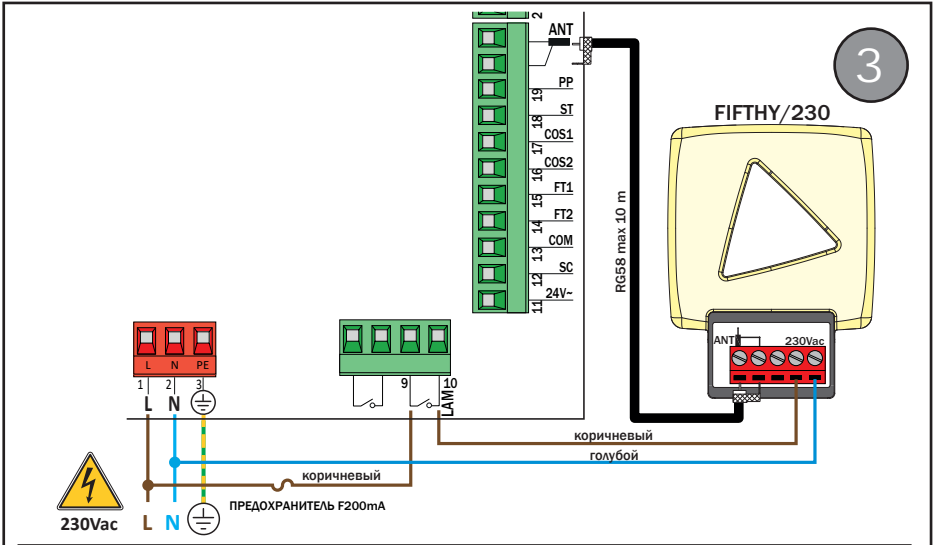 2
ANT
19 PP
18 ST
17 COS1
16 COS2
15 FT1
14 FT2
13 COM
12 SC
11 24V~
3
FIFTHY/230
RG58 max 10 m
ANT 230Vac
L N PE
1 2 3
9 10
LAM
L N
коричневый
голубой
коричневый
ПРЕДОХРАНИТЕЛЬ F200mA
230Vac L N